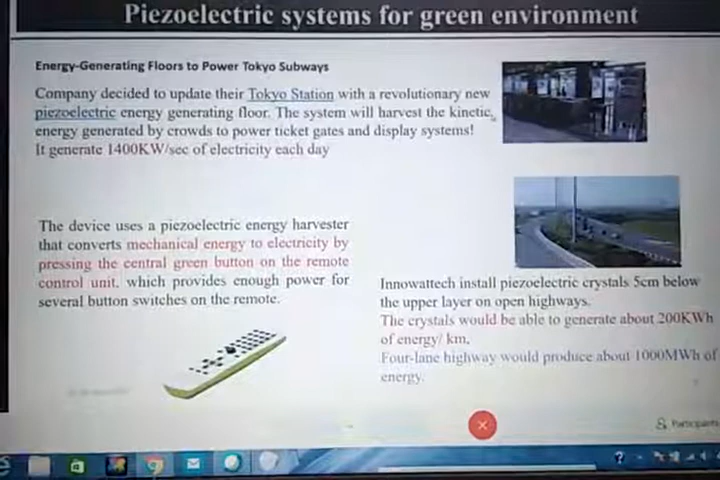 Piezoelectric systems for green environment
Energy-Generating Floors to Power Tokyo Subways
Company decided to update their Tokyo Station with a revolutionary new
piezoelectric energy generating floor. The system will harvest the kinetic
energy generated by crowds to power ticket gates and display systems!
It generate 1400KW/sec of electricity each day
The device uses a piezoelectric energy harvester
that converts mechanical energy to electricity by
pressing the central green button on the remote
control unit, which provides enough power for
several button switches on the remote.
Innowattech install piezoelectric crystals 5cm below
the upper layer on open highways.
The crystals would be able to generate about 200KWh
of energy/ km,
Four-lane highway would produce about 1000MWh of
energy.
Participants